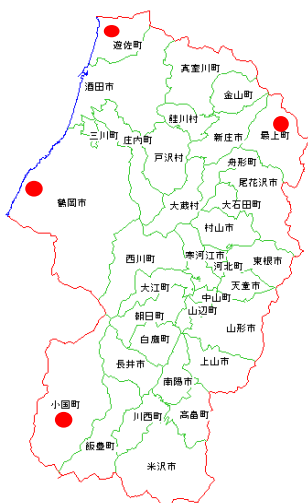 遊佐町
真室川町
酒田市
金山町
鮭川村
三川町
庄内町
新庄市
最上町
戸沢村
舟形町
尾花沢市
鶴岡市
大蔵村
大石田町
村山市
西川町
寒河江市
東根市
河北町
大江町
天童市
中山町
朝日町
山辺町
山形市
白鷹町
長井市
上山市
南陽市
小国町
川西町
高畠町
飯豊町
米沢市